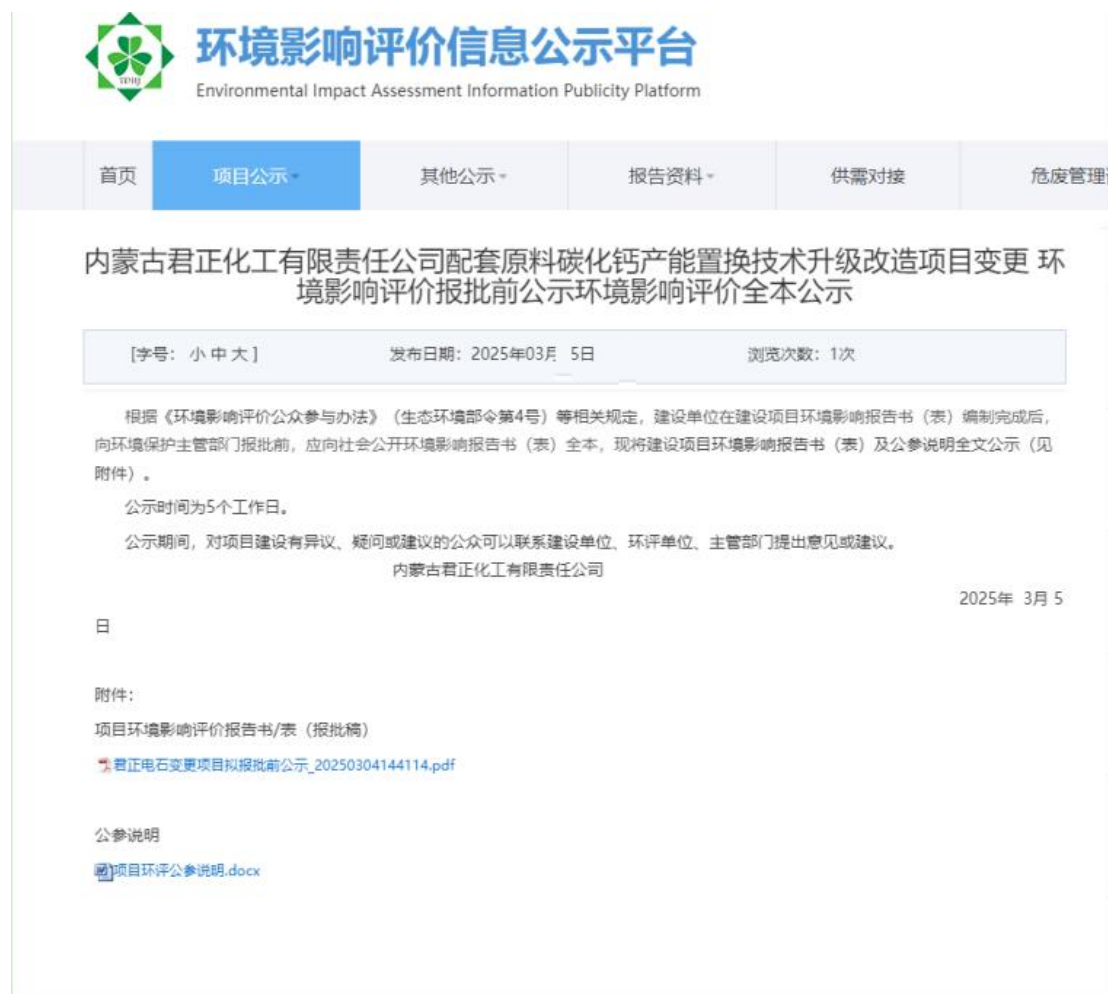 环境影响评价信息公示平台
Environmental Impact Assessment Information Publicity Platform
首页 项目公示 其他公示 报告资料 供需对接 危废管理
内蒙古君正化工有限责任公司配套原料碳化钙产能置换技术升级改造项目变更 环
境影响评价报批前公示环境影响评价全本公示
[字号: 小 中 大] 发布日期: 2025年03月 5日 浏览次数: 1次
根据《环境影响评价公众参与办法》（生态环境部令第4号）等相关规定，建设单位在建设项目环境影响报告书（表）编制完成后，
向环境保护主管部门报批前，应向社会公开环境影响报告书（表）全本，现将建设项目环境影响报告书（表）及公参说明全文公示（见
附件）。
公示时间为5个工作日。
公示期间，对项目建设有异议、疑问或建议的公众可以联系建设单位、环评单位、主管部门提出意见或建议。
内蒙古君正化工有限责任公司
2025年 3月 5
日
附件:
项目环境影响评价报告书/表（报批稿）
君正电石变更项目拟报批前公示_20250304144114.pdf
公参说明
项目环评公参说明.docx